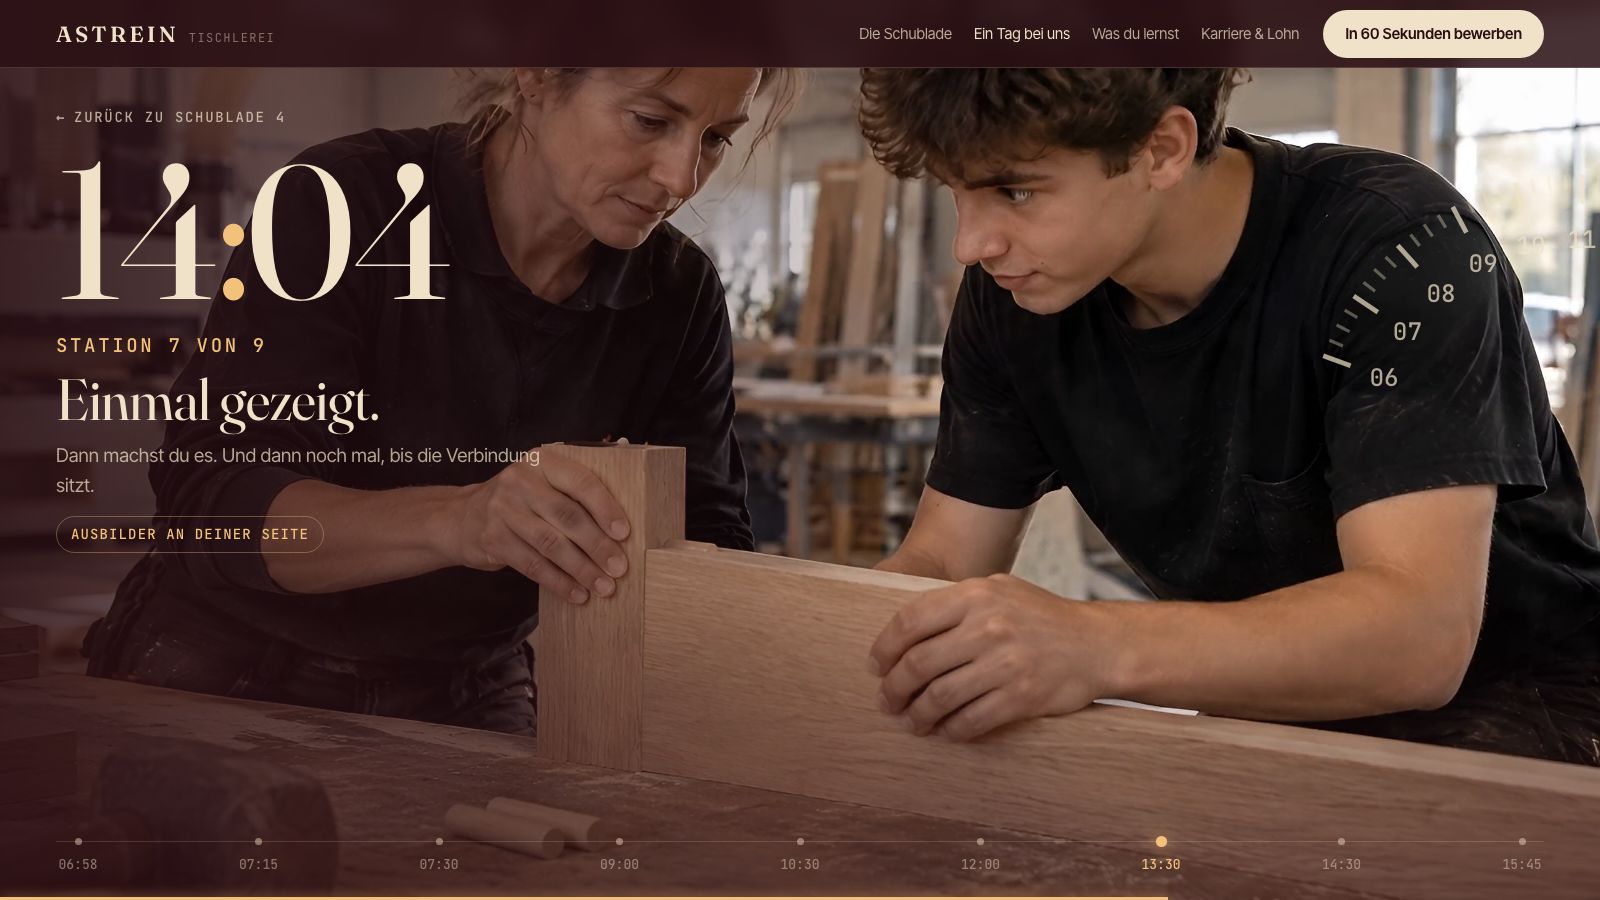 ASTREIN TISCHLEREI
Die Schublade Ein Tag bei uns Was du lernst Karriere & Lohn In 60 Sekunden bewerben
← ZURÜCK ZU SCHUBLADE 4
14:04
STATION 7 VON 9
Einmal gezeigt.
Dann machst du es. Und dann noch mal, bis die Verbindung
sitzt.
AUSBILDER AN DEINER SEITE
06
07
08
09
10
11
06:58 07:15 07:30 09:00 10:30 12:00 13:30 14:30 15:45